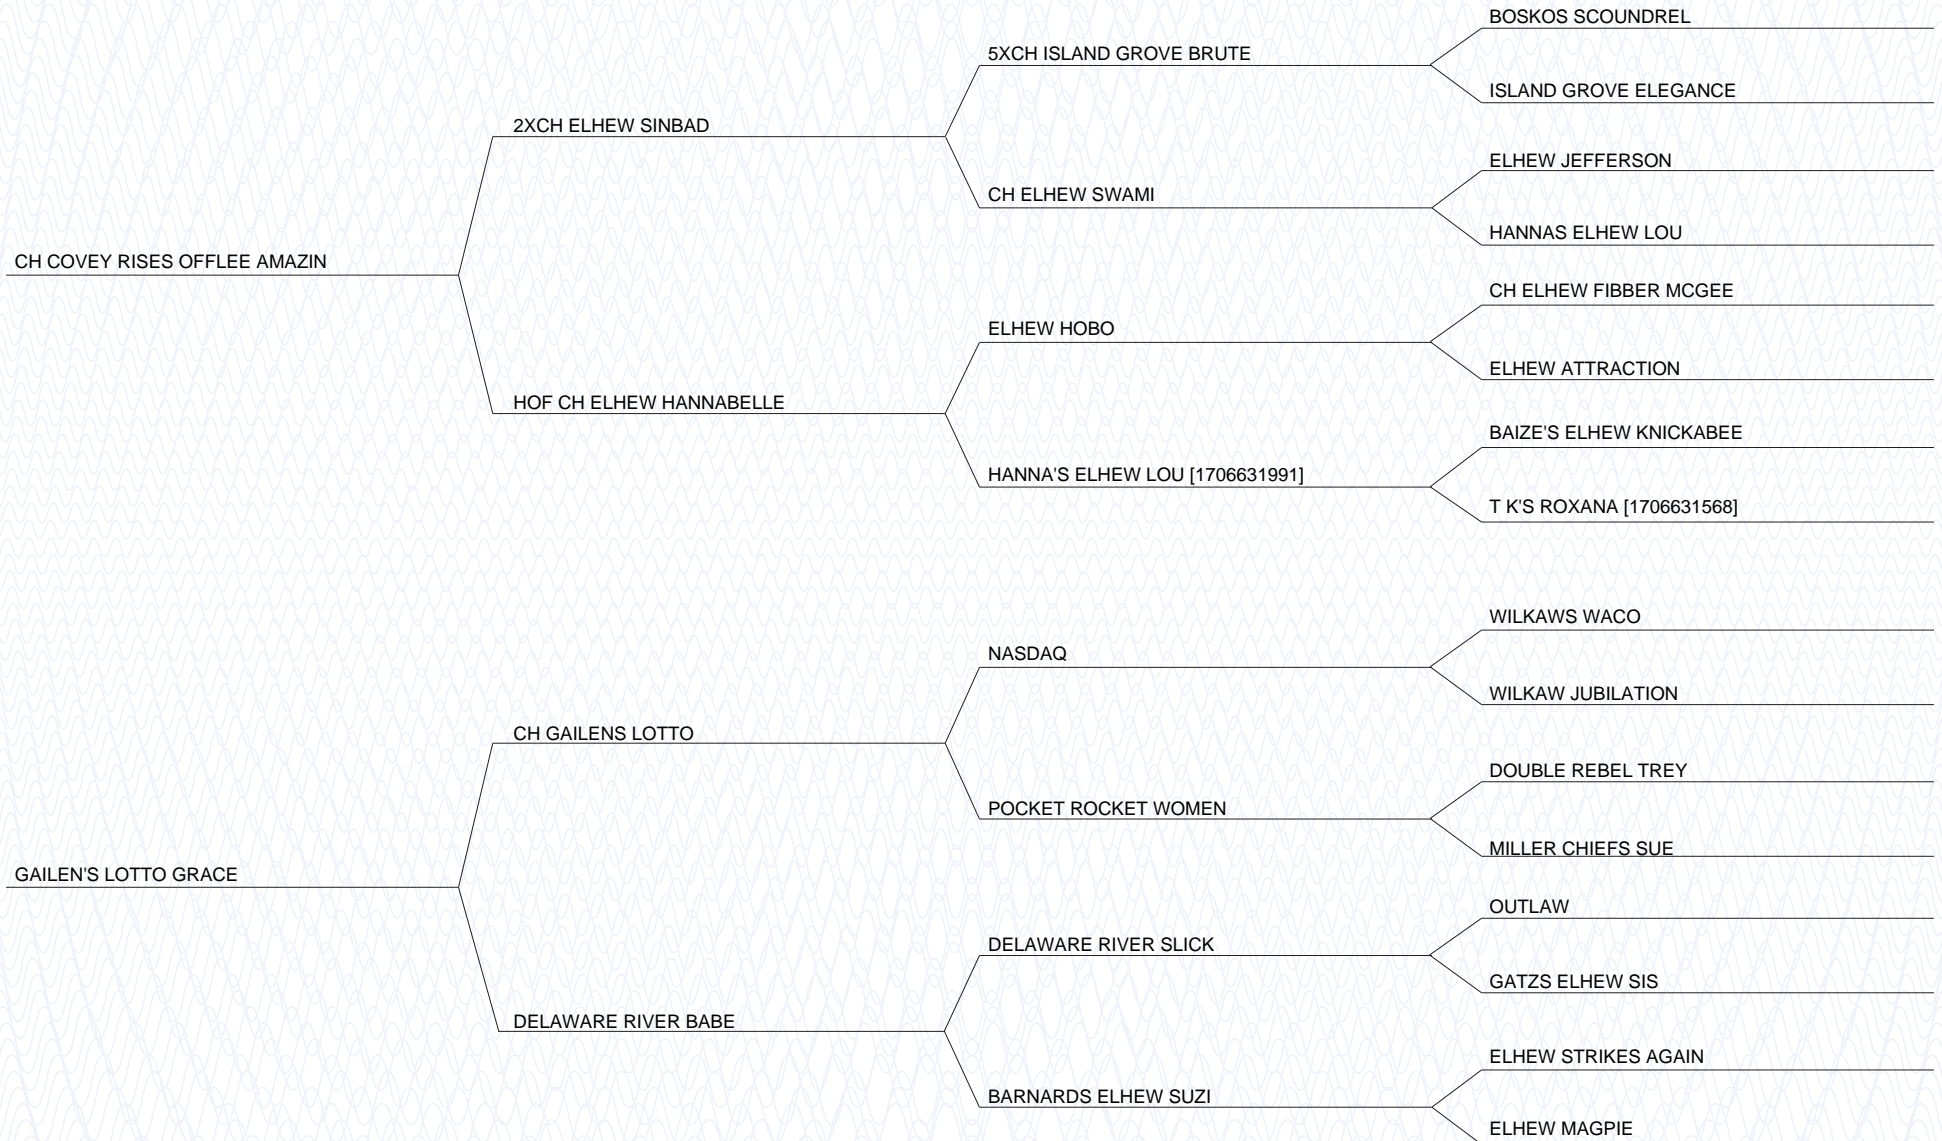 BOSKOS SCOUNDREL
5XCH ISLAND GROVE BRUTE
ISLAND GROVE ELEGANCE
2XCH ELHEW SINBAD
ELHEW JEFFERSON
CH ELHEW SWAMI
HANNAS ELHEW LOU
CH COVEY RISES OFFLEE AMAZIN
CH ELHEW FIBBER MCGEE
ELHEW HOBO
ELHEW ATTRACTION
HOF CH ELHEW HANNABELLE
BAIZE'S ELHEW KNICKABEE
HANNA'S ELHEW LOU [1706631991]
T K'S ROXANA [1706631568]
WILKAWS WACO
NASDAQ
WILKAW JUBILATION
CH GAILENS LOTTO
DOUBLE REBEL TREY
POCKET ROCKET WOMEN
MILLER CHIEFS SUE
GAILEN'S LOTTO GRACE
OUTLAW
DELAWARE RIVER SLICK
GATZS ELHEW SIS
DELAWARE RIVER BABE
ELHEW STRIKES AGAIN
BARNARDS ELHEW SUZI
ELHEW MAGPIE